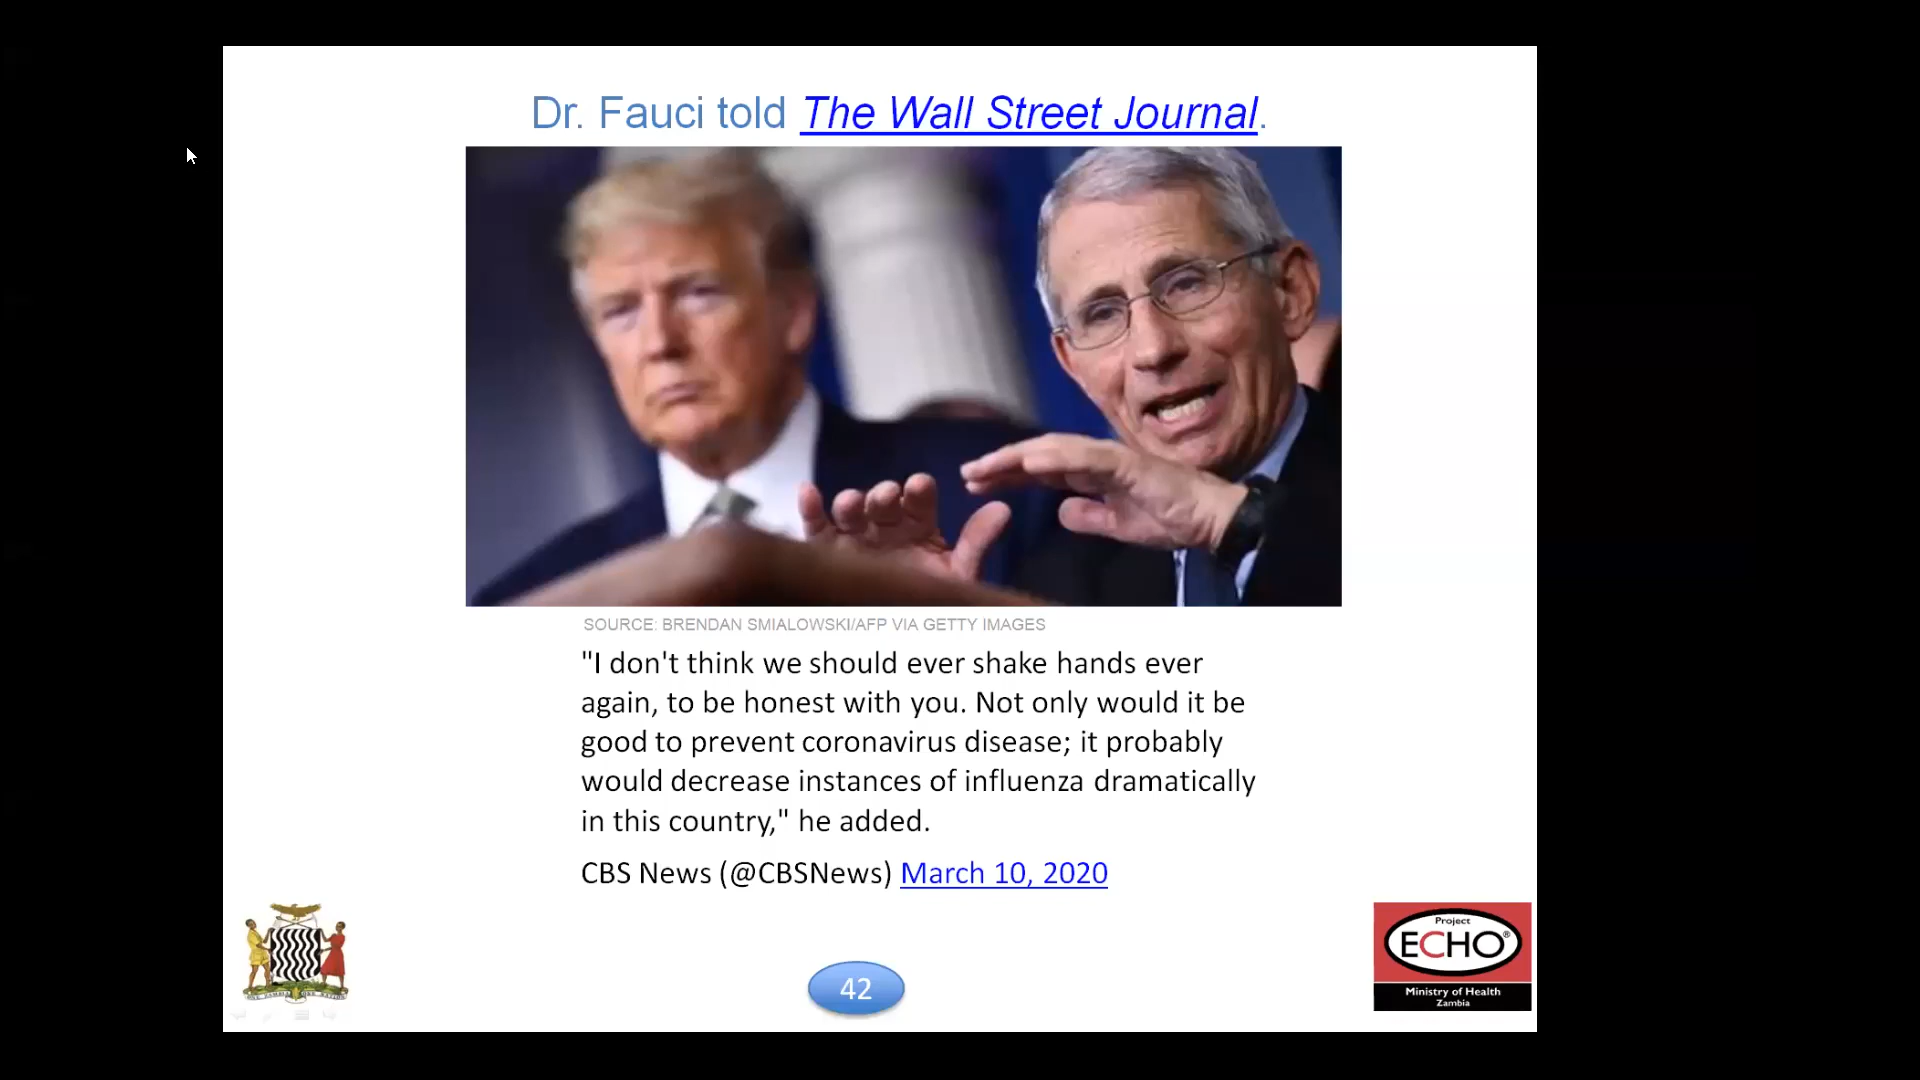 Dr. Fauci told The Wall Street Journal.
SOURCE: BRENDAN SMIALOWSKI/AFP VIA GETTY IMAGES
"I don't think we should ever shake hands ever
again, to be honest with you. Not only would it be
good to prevent coronavirus disease; it probably
would decrease instances of influenza dramatically
in this country," he added.
CBS News (@CBSNews) March 10, 2020
42
Project
ECHO®
Ministry of Health
Zambia